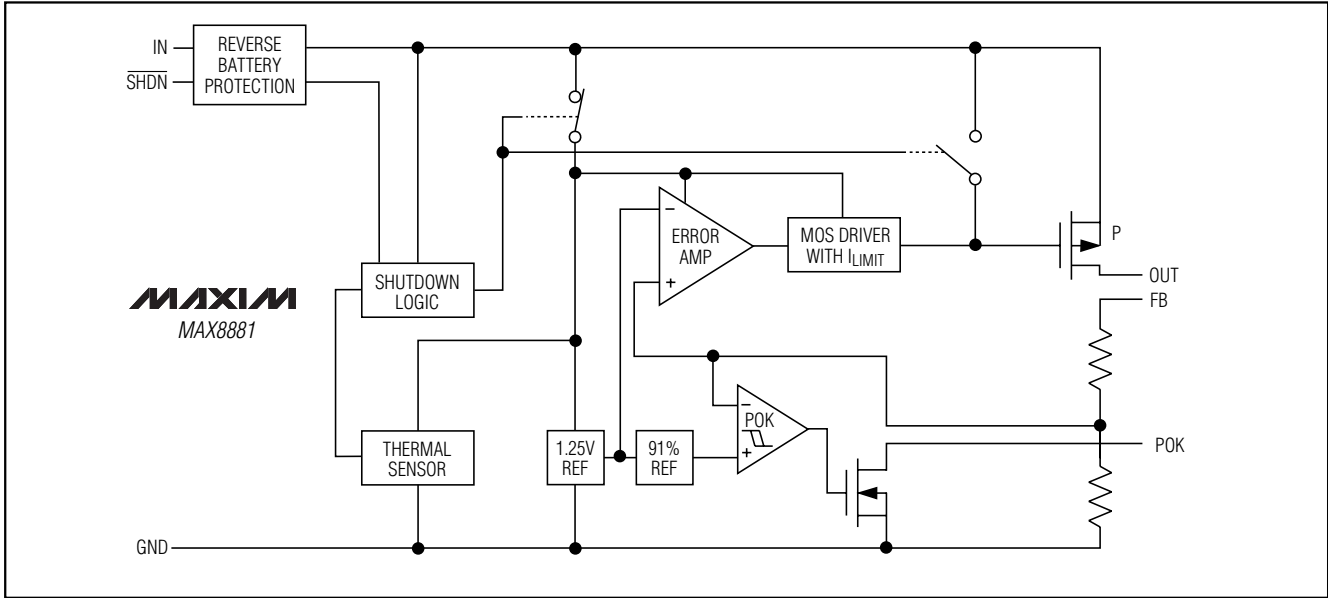 IN
SHDN
REVERSE
BATTERY
PROTECTION
ERROR
AMP
−
+
MOS DRIVER
WITH ILIMIT
P
OUT
FB
SHUTDOWN
LOGIC
MAXIM
MAX8881
THERMAL
SENSOR
1.25V
REF
91%
REF
−
POK
+
POK
GND